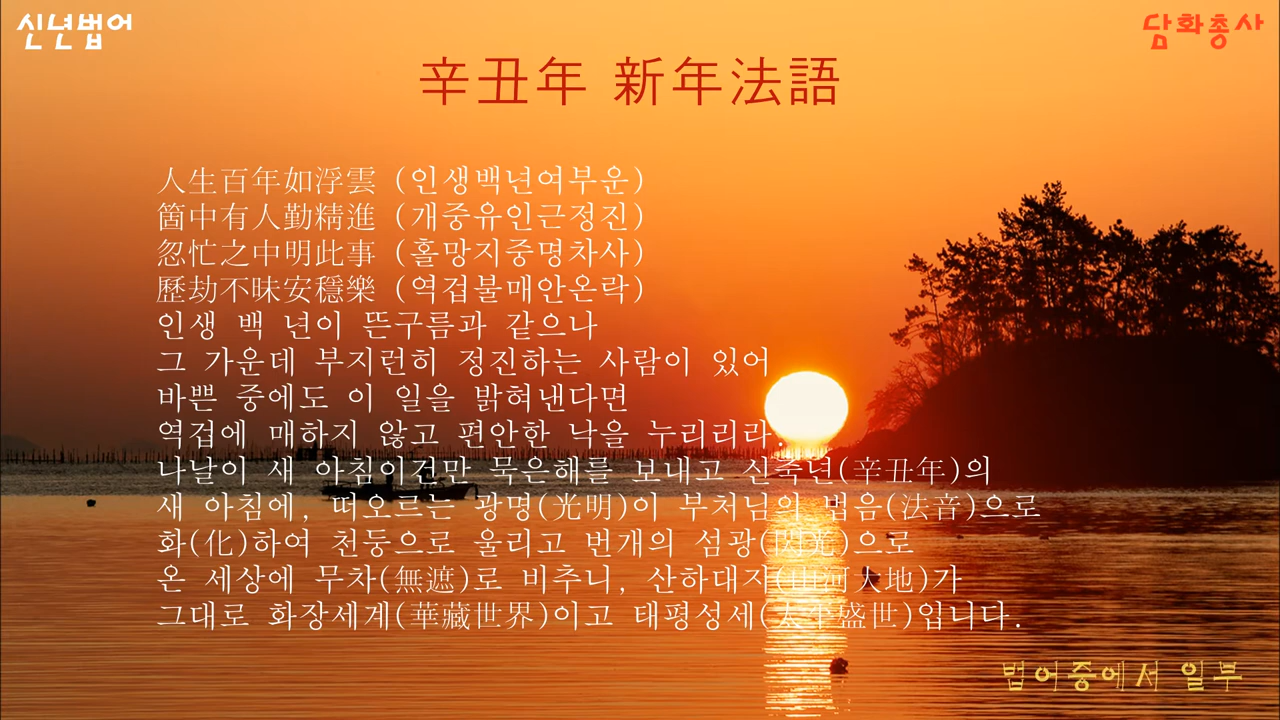 신년법어
담화총사
辛丑年 新年法語
人生百年如浮雲 (인생백년여부운)
箇中有人勤精進 (개중유인근정진)
忽忙之中明此事 (홀망지중명차사)
歷劫不昧安穩樂 (역겁불매안온락)
인생 백 년이 뜬구름과 같으나
그 가운데 부지런히 정진하는 사람이 있어
바쁜 중에도 이 일을 밝혀낸다면
역겁에 매하지 않고 편안한 낙을 누리리라.
나날이 새 아침이건만 묵은해를 보내고 신축년(辛丑年)의
새 아침에, 떠오르는 광명(光明)이 부처님의 법음(法音)으로
화(化)하여 천둥으로 울리고 번개의 섬광(閃光)으로
온 세상에 무차(無遮)로 비추니, 산하대지(山河大地)가
그대로 화장세계(華藏世界)이고 태평성세(太平盛世)입니다.
법어중에서 일부